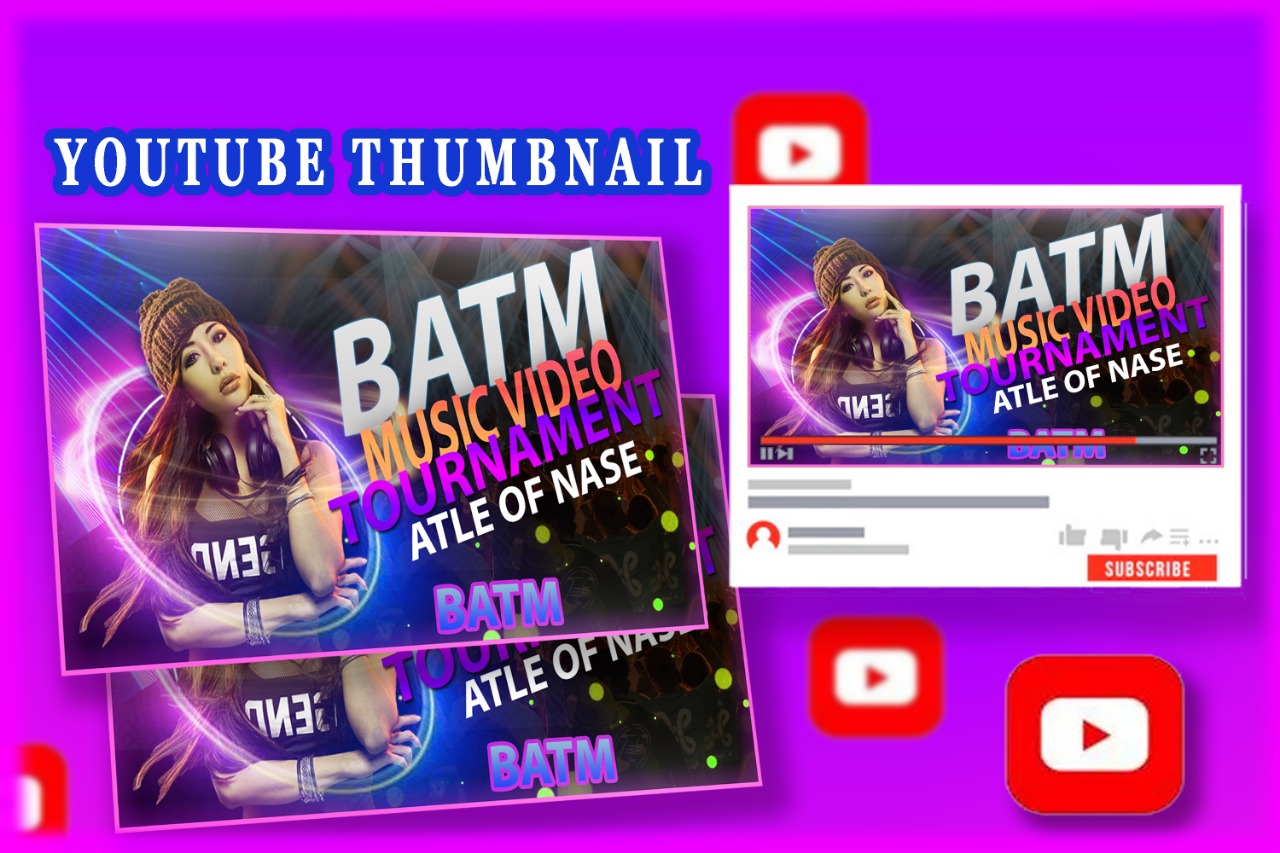 YOUTUBE THUMBNAIL
BATM
MUSIC VIDEO
TOURNAMENT
ATLE OF NASE
BATM
TOURNAMENT
ATLE OF NASE
BATM
BATM
MUSIC VIDEO
TOURNAMENT
ATLE OF NASE
BATM
SUBSCRIBE